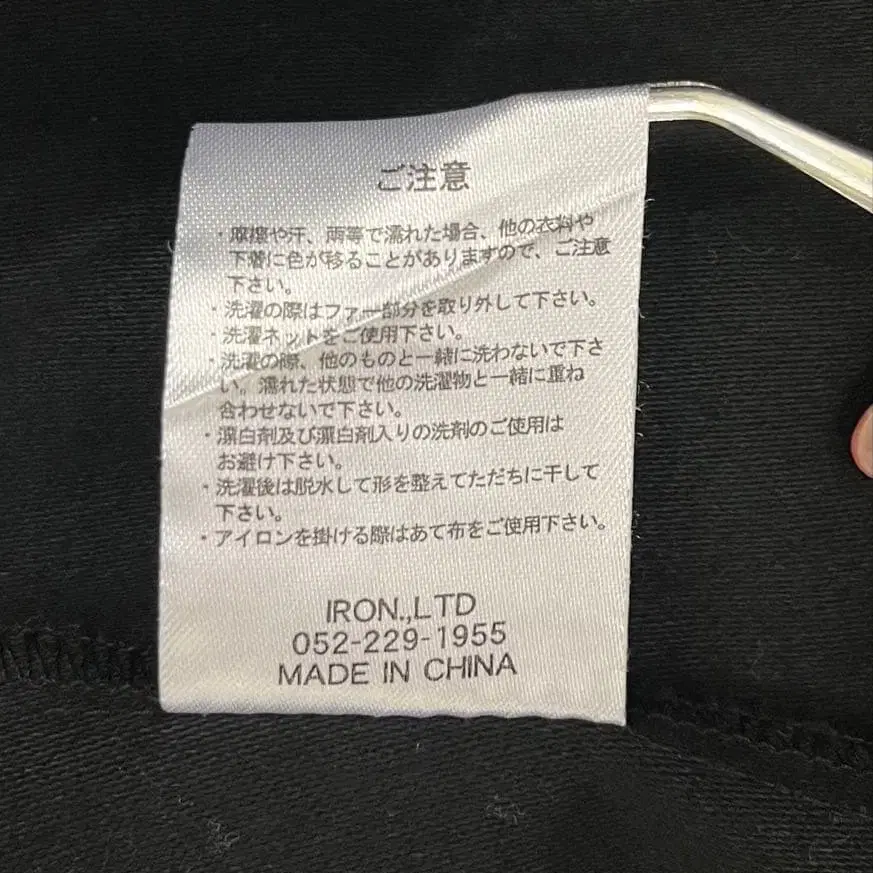 ご注意
・摩擦や汗、雨等で濡れた場合、他の衣料や
下着に色が移ることがありますので、ご注意
下さい。
・洗濯の際はファー部分を取り外して下さい。
・洗濯ネットをご使用下さい。
・洗濯の際、他のものと一緒に洗わないで下さ
い。濡れた状態で他の洗濯物と一緒に重ね
合わせないで下さい。
・漂白剤及び漂白剤入りの洗剤のご使用は
お避け下さい。
・洗濯後は脱水して形を整えてただちに干して
下さい。
・アイロンを掛ける際はあて布をご使用下さい。
IRON.,LTD
052-229-1955
MADE IN CHINA